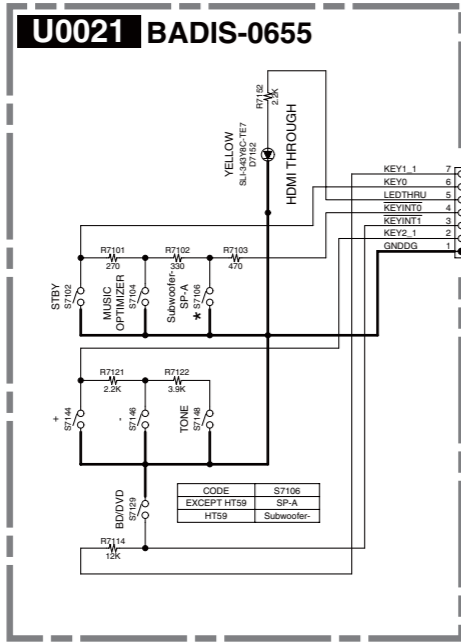 U0021 BADIS-0655
R7152
2.2K
YELLOW
SLI-343Y8C-TE7
D7152
HDMI THROUGH
KEY1_1 7
KEY0 6
LEDTHRU 5
KEYINT0 4
KEYINT1 3
KEY2_1 2
GNDDG 1
R7101
270
R7102
330
R7103
470
STBY
S7102
MUSIC
OPTIMIZER
S7104
Subwoofer-
SP-A
* S7106
R7121
2.2K
R7122
3.9K
+
S7144
-
S7146
TONE
S7148
BD/DVD
S7129
CODE S7106
EXCEPT HT59 SP-A
HT59 Subwoofer-
R7114
12K